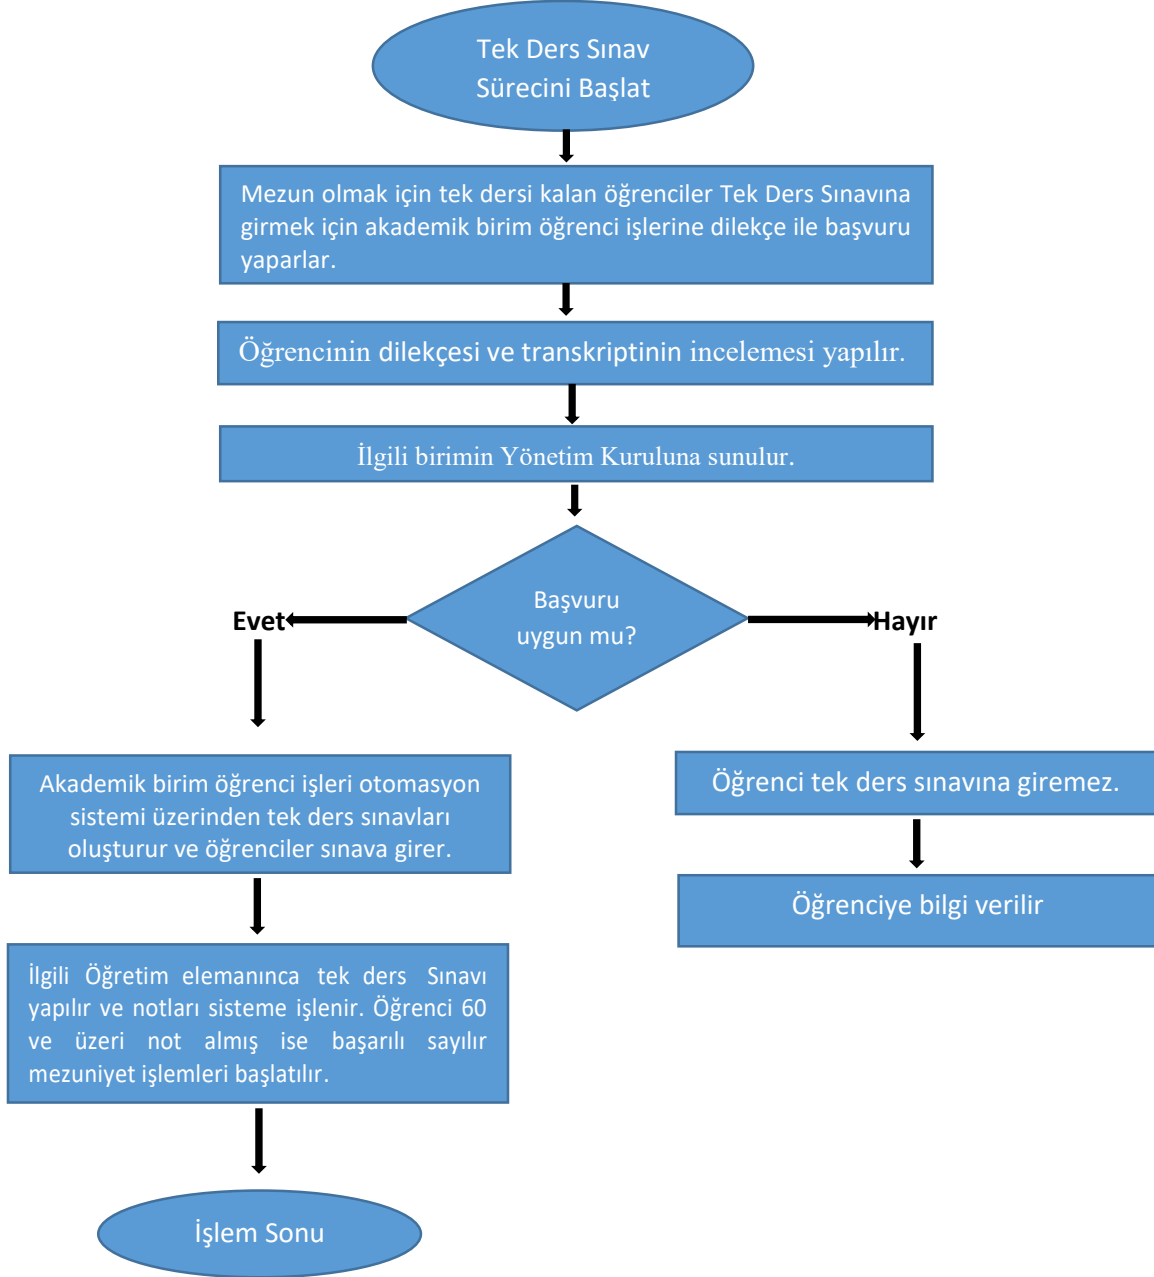 Tek Ders Sınav
Sürecini Başlat
Mezun olmak için tek dersi kalan öğrenciler Tek Ders Sınavına
girmek için akademik birim öğrenci işlerine dilekçe ile başvuru
yaparlar.
Öğrencinin dilekçesi ve transkriptinin incelemesi yapılır.
İlgili birimin Yönetim Kuruluna sunulur.
Başvuru
uygun mu?
Evet
Hayır
Akademik birim öğrenci işleri otomasyon
sistemi üzerinden tek ders sınavları
oluşturur ve öğrenciler sınava girer.
Öğrenci tek ders sınavına giremez.
Öğrenciye bilgi verilir
İlgili Öğretim elemanınca tek ders Sınavı
yapılır ve notları sisteme işlenir. Öğrenci 60
ve üzeri not almış ise başarılı sayılır
mezuniyet işlemleri başlatılır.
İşlem Sonu